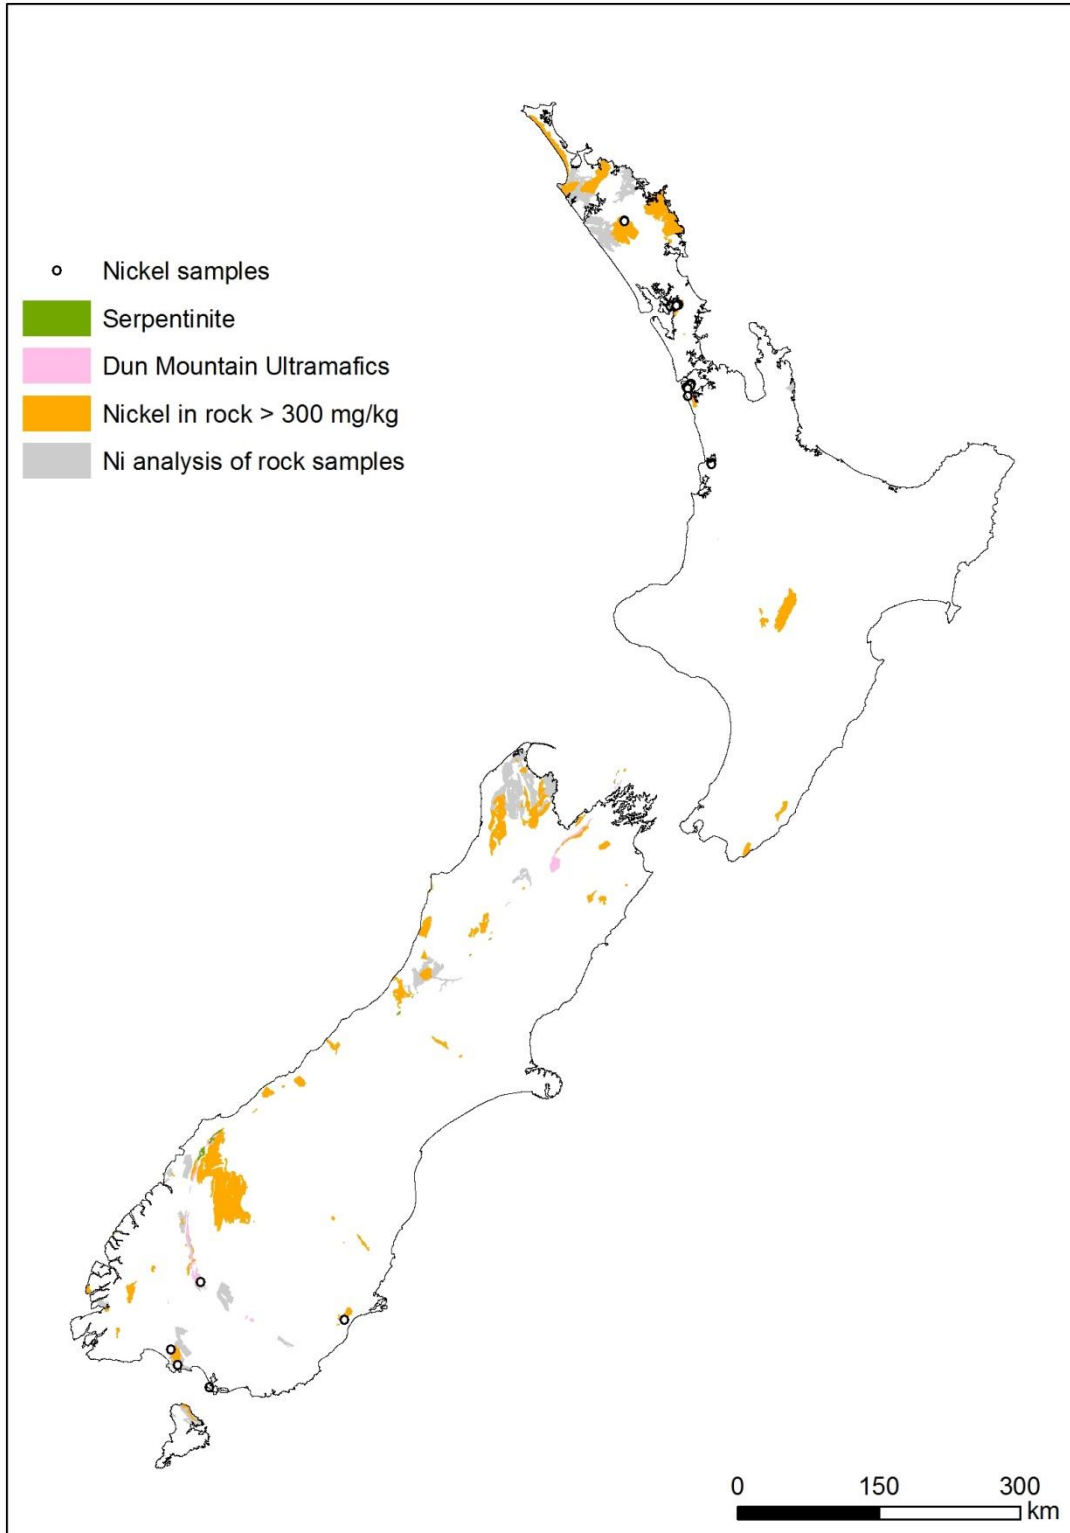 Nickel samples
Serpentinite
Dun Mountain Ultramafics
Nickel in rock > 300 mg/kg
Ni analysis of rock samples
0 150 300
km